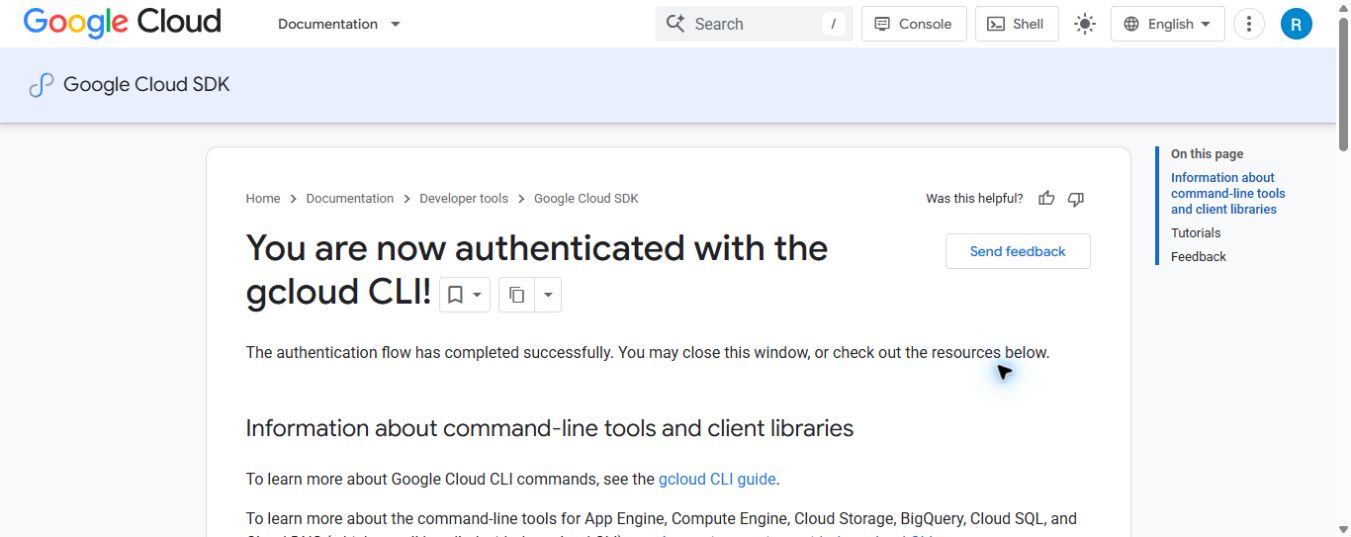 Google Cloud
Documentation
Search
/
Console
Shell
English
R
Google Cloud SDK
Home
Documentation
Developer tools
Google Cloud SDK
Was this helpful?
You are now authenticated with the
gcloud CLI!
Send feedback
The authentication flow has completed successfully. You may close this window, or check out the resources below.
Information about command-line tools and client libraries
To learn more about Google Cloud CLI commands, see the gcloud CLI guide.
To learn more about the command-line tools for App Engine, Compute Engine, Cloud Storage, BigQuery, Cloud SQL, and
On this page
Information about
command-line tools
and client libraries
Tutorials
Feedback